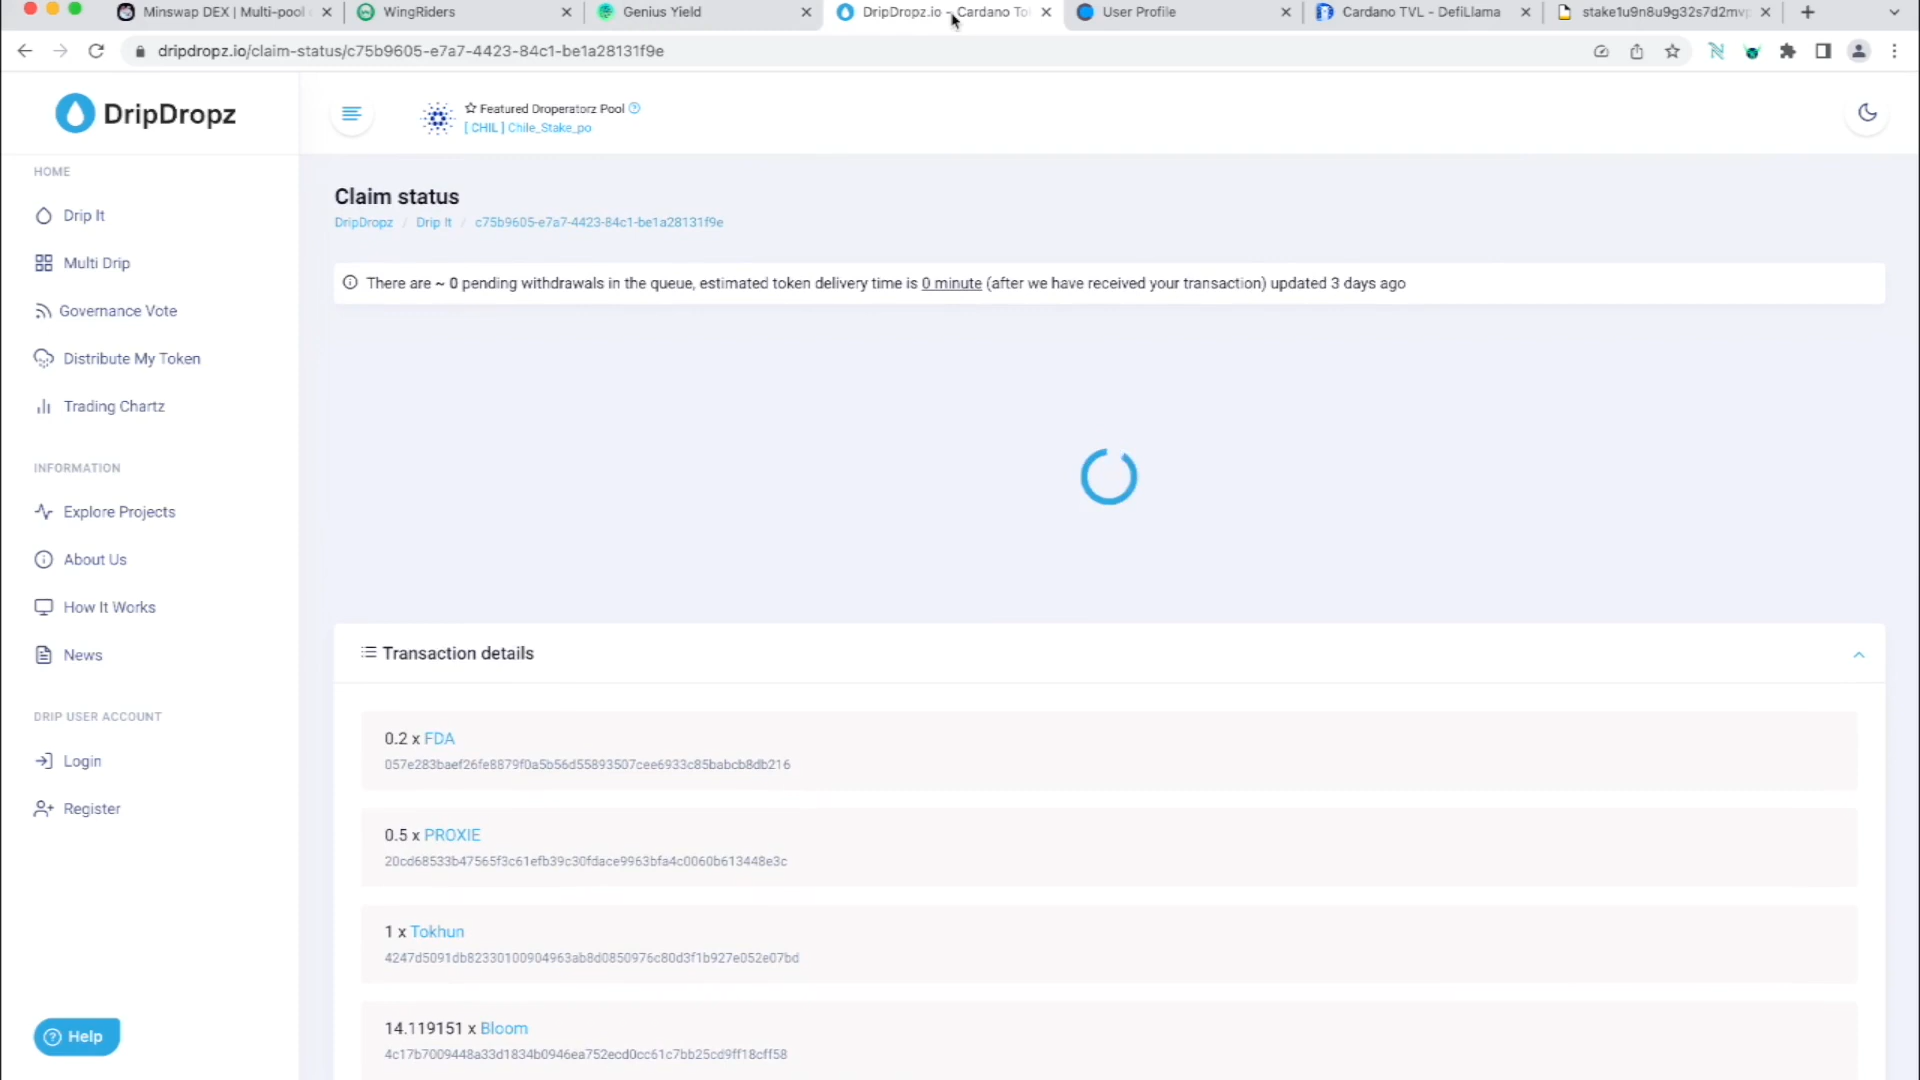 Minswap DEX | Multi-pool
WingRiders
Genius Yield
DripDropz.io - Cardano To
User Profile
Cardano TVL - DefiLlama
stake1u9n8u9g32s7d2mv
dripdropz.io/claim-status/c75b9605-e7a7-4423-84c1-be1a28131f9e
DripDropz
Featured Droperatorz Pool
[ CHIL ] Chile_Stake_po
HOME
Drip It
Multi Drip
Governance Vote
Distribute My Token
Trading Chartz
INFORMATION
Explore Projects
About Us
How It Works
News
DRIP USER ACCOUNT
Login
Register
Help
Claim status
DripDropz / Drip It / c75b9605-e7a7-4423-84c1-be1a28131f9e
There are ~ 0 pending withdrawals in the queue, estimated token delivery time is 0 minute (after we have received your transaction) updated 3 days ago
Transaction details
0.2 x FDA
057e283baef26fe8879f0a5b56d55893507cee6933c85babcb8db216
0.5 x PROXIE
20cd68533b47565f3c61efb39c30fdace9963bfa4c0060b613448e3c
1 x Tokhun
4247d5091db82330100904963ab8d0850976c80d3f1b927e052e07bd
14.119151 x Bloom
4c17b7009448a33d1834b0946ea752ecd0cc61c7bb25cd9ff18cff58